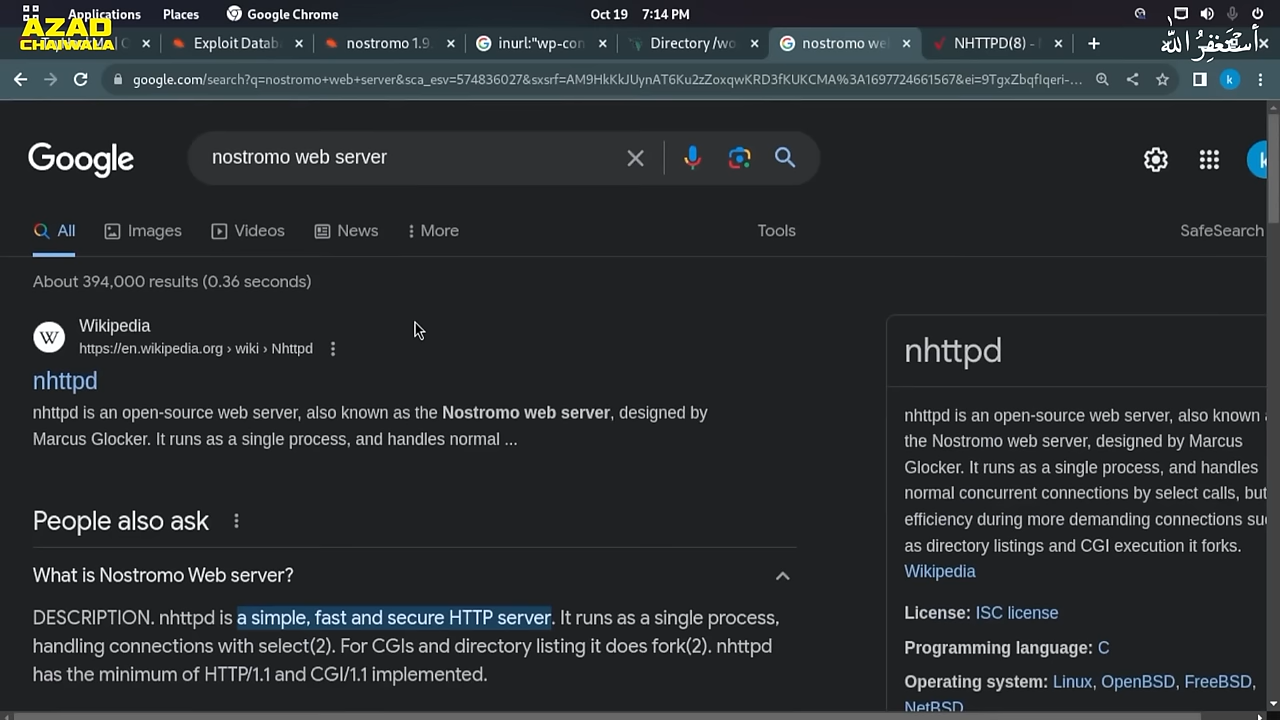 Applications Places Google Chrome Oct 19 7:14 PM
AZAD
CHAIWALA
أستغفر الله
Exploit Datab nostromo 1.9. inurl:"wp-con Directory /wo nostromo we NHTTPD(8) -
google.com/search?q=nostromo+web+server&sca_esv=574836027&sxsrf=AM9HkKkJUynAT6Ku2zZoxqwKRD3fKUKCMA%3A1697724661567&ei=9TgxZbqfIqeri-... k
Google nostromo web server k
All Images Videos News More Tools SafeSearch
About 394,000 results (0.36 seconds)
W Wikipedia
https://en.wikipedia.org › wiki › Nhttpd
nhttpd
nhttpd is an open-source web server, also known as the Nostromo web server, designed by
Marcus Glocker. It runs as a single process, and handles normal ...
People also ask
What is Nostromo Web server?
DESCRIPTION. nhttpd is a simple, fast and secure HTTP server. It runs as a single process,
handling connections with select(2). For CGIs and directory listing it does fork(2). nhttpd
has the minimum of HTTP/1.1 and CGI/1.1 implemented.
nhttpd
nhttpd is an open-source web server, also known
the Nostromo web server, designed by Marcus
Glocker. It runs as a single process, and handles
normal concurrent connections by select calls, but
efficiency during more demanding connections su
as directory listings and CGI execution it forks.
Wikipedia
License: ISC license
Programming language: C
Operating system: Linux, OpenBSD, FreeBSD,
NetBSD